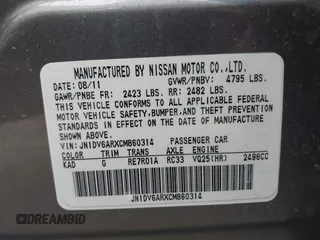 MANUFACTURED BY NISSAN MOTOR CO.,LTD.
DATE: 08/11 GVWR/PNBV: 4795 LBS.
GAWR/PNBE FR: 2423 LBS. RR: 2482 LBS.
THIS VEHICLE CONFORMS TO ALL APPLICABLE FEDERAL
MOTOR VEHICLE SAFETY,BUMPER,AND THEFT PREVENTION
STANDARDS IN EFFECT ON THE DATE OF
MANUFACTURE SHOWN ABOVE.
VIN: JN1DV6ARXCM860314 PASSENGER CAR
COLOR TRIM TRANS AXLE ENGINE
KAD G RE7R01A RC33 VQ25(HR) 2496CC
JN1DV6ARXCM860314
DREAMBID